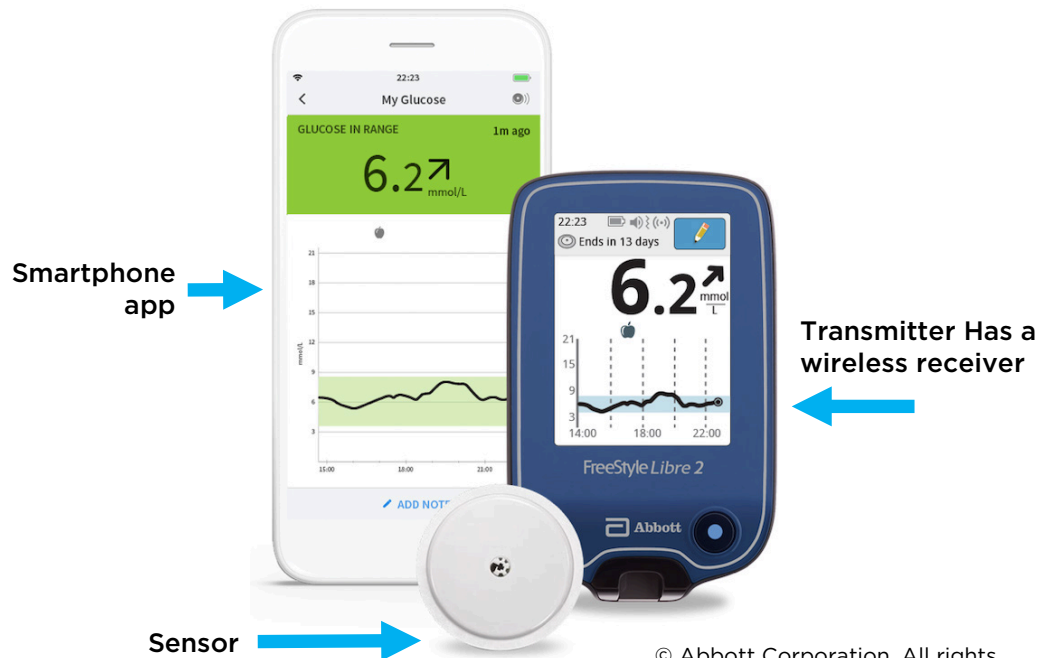 22:23
My Glucose
GLUCOSE IN RANGE 1m ago
6.2
mmol/L
21
18
15
12
9
6
3
mmol/L
15:00 18:00 21:00
ADD NOTE
Smartphone
app
22:23
Ends in 13 days
6.2
mmol
L
21
15
9
3
14:00 18:00 22:00
FreeStyle Libre 2
Abbott
Transmitter Has a
wireless receiver
Sensor
© Abbott Corporation. All rights